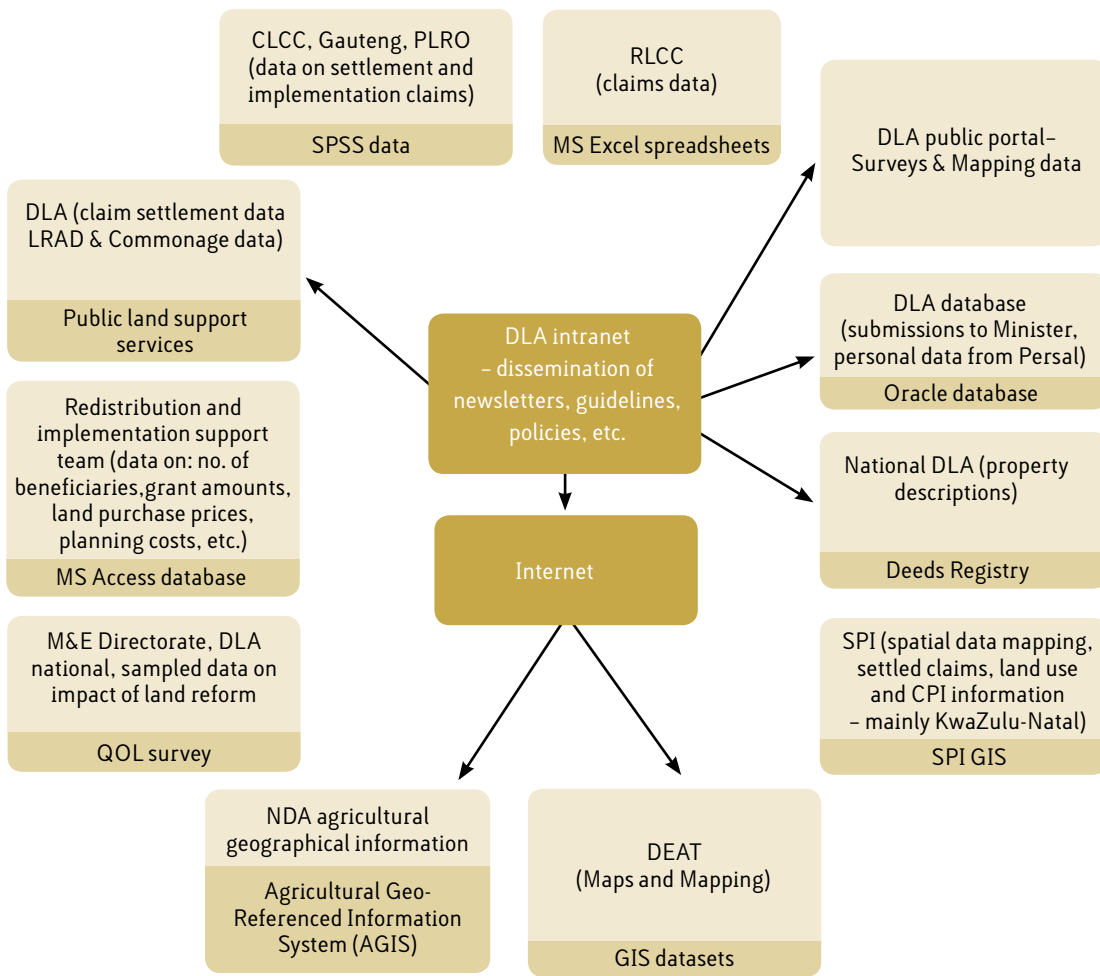 CLCC, Gauteng, PLRO
(data on settlement and
implementation claims)
SPSS data
RLCC
(claims data)
MS Excel spreadsheets
DLA public portal–
Surveys & Mapping data
DLA (claim settlement data
LRAD & Commonage data)
Public land support
services
DLA intranet
– dissemination of
newsletters, guidelines,
policies, etc.
DLA database
(submissions to Minister,
personal data from Persal)
Oracle database
Redistribution and
implementation support
team (data on: no. of
beneficiaries,grant amounts,
land purchase prices,
planning costs, etc.)
MS Access database
National DLA (property
descriptions)
Deeds Registry
Internet
M&E Directorate, DLA
national, sampled data on
impact of land reform
QOL survey
SPI (spatial data mapping,
settled claims, land use
and CPI information
– mainly KwaZulu-Natal)
SPI GIS
NDA agricultural
geographical information
Agricultural Geo-
Referenced Information
System (AGIS)
DEAT
(Maps and Mapping)
GIS datasets